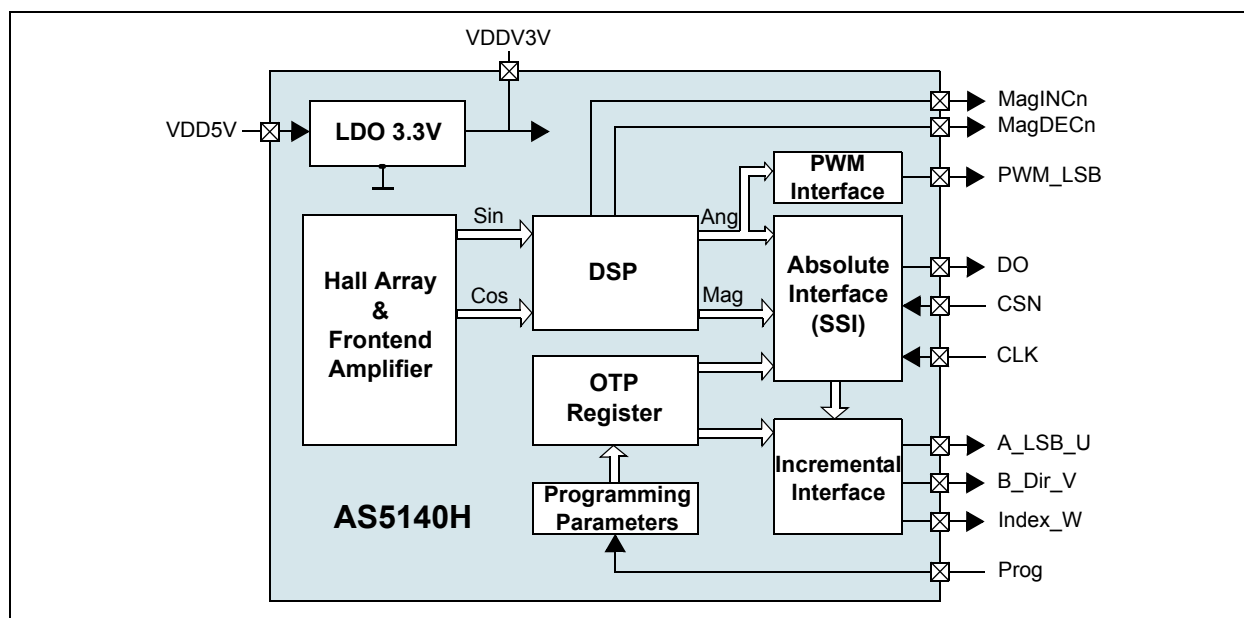 VDDV3V
VDD5V
LDO 3.3V
MagINCn
MagDECn
PWM
Interface
PWM_LSB
Sin
Cos
Hall Array
&
Frontend
Amplifier
DSP
Ang
Mag
Absolute
Interface
(SSI)
DO
CSN
CLK
OTP
Register
Incremental
Interface
A_LSB_U
B_Dir_V
Index_W
Programming
Parameters
Prog
AS5140H